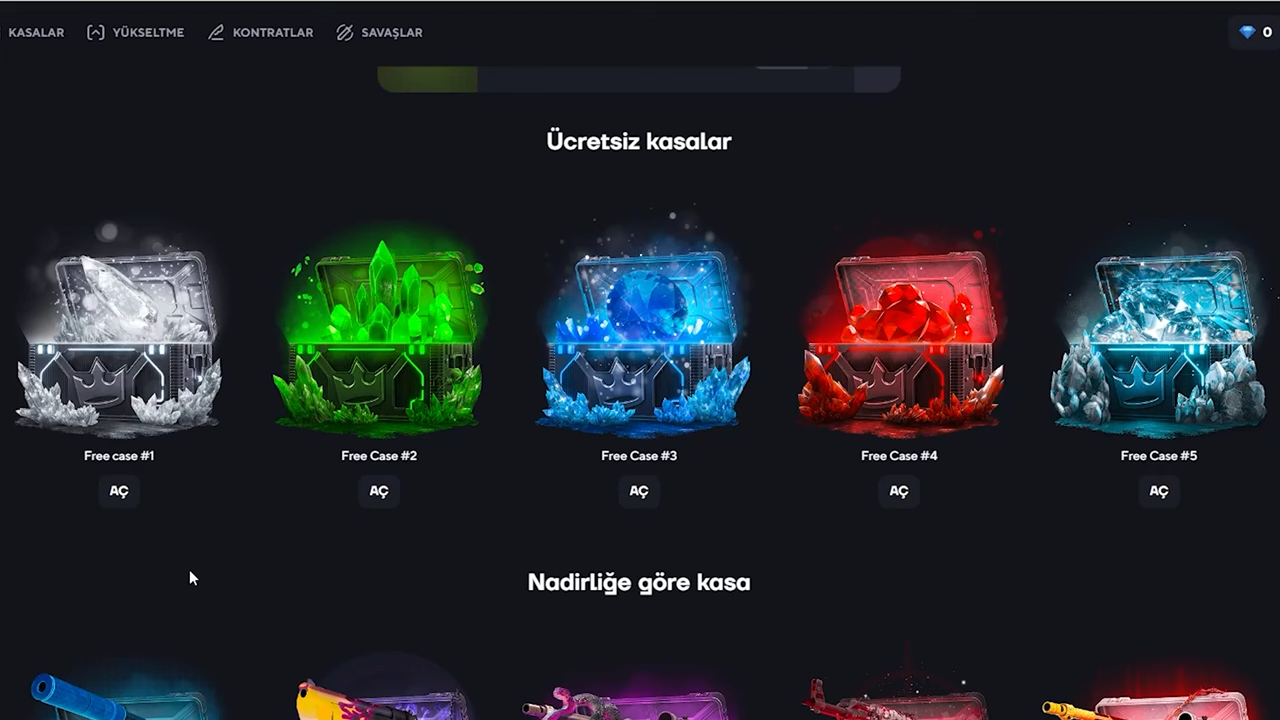 KASALAR YÜKSELTME KONTRATLAR SAVAŞLAR 0
Ücretsiz kasalar
Free case #1 Free Case #2 Free Case #3 Free Case #4 Free Case #5
AÇ AÇ AÇ AÇ AÇ
Nadirliğe göre kasa